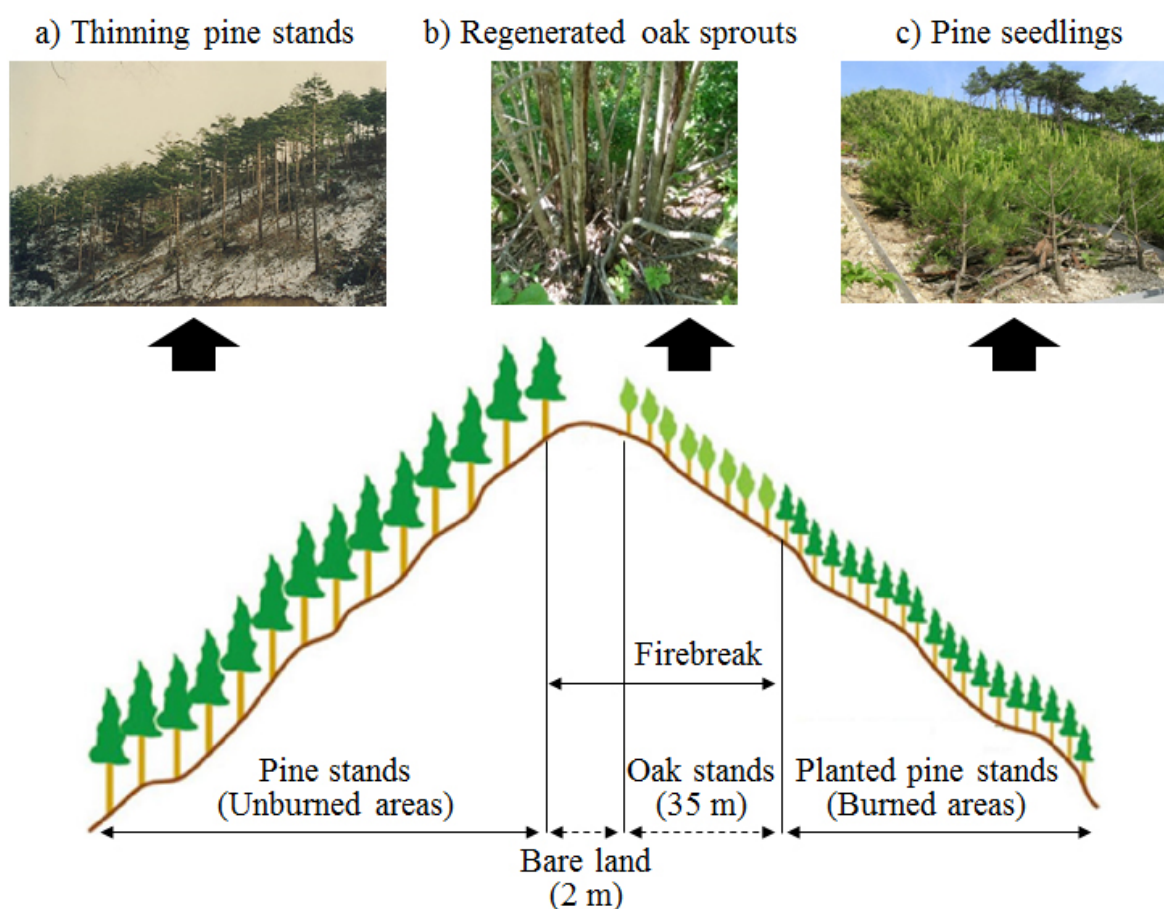 a) Thinning pine stands
b) Regenerated oak sprouts
c) Pine seedlings
Firebreak
Pine stands
(Unburned areas)
Oak stands
(35 m)
Planted pine stands
(Burned areas)
Bare land
(2 m)